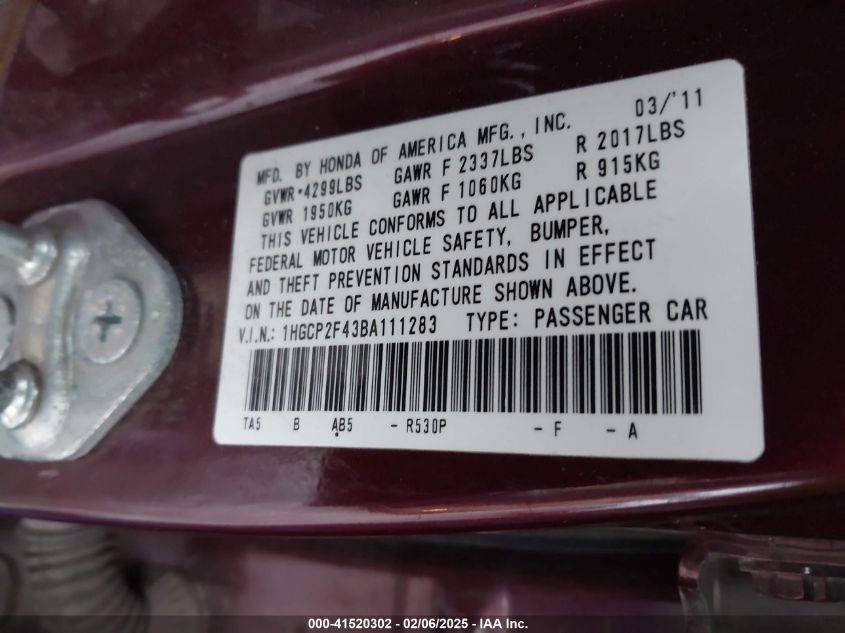 MFD. BY HONDA OF AMERICA MFG., INC. 03/'11
GVWR•4299LBS GAWR F 2337LBS R 2017LBS
GVWR 1950KG GAWR F 1060KG R 915KG
THIS VEHICLE CONFORMS TO ALL APPLICABLE
FEDERAL MOTOR VEHICLE SAFETY, BUMPER,
AND THEFT PREVENTION STANDARDS IN EFFECT
ON THE DATE OF MANUFACTURE SHOWN ABOVE.
V.I.N.: 1HGCP2F43BA111283 TYPE: PASSENGER CAR
TA5 B AB5 - R530P - F - A
000-41520302 - 02/06/2025 - IAA Inc.